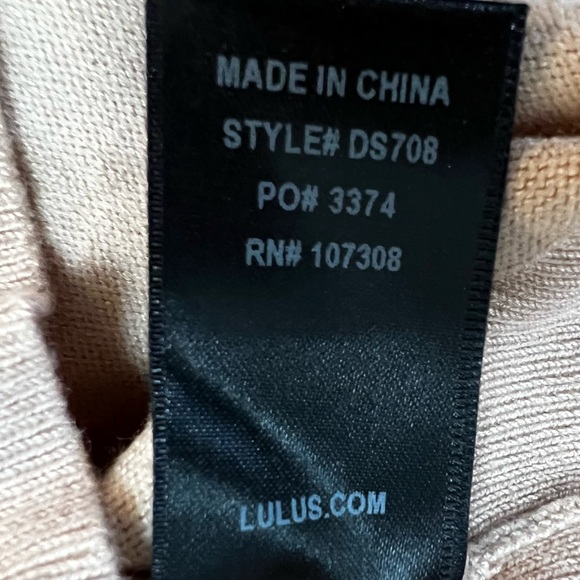 MADE IN CHINA
STYLE# DS708
PO# 3374
RN# 107308
LULUS.COM